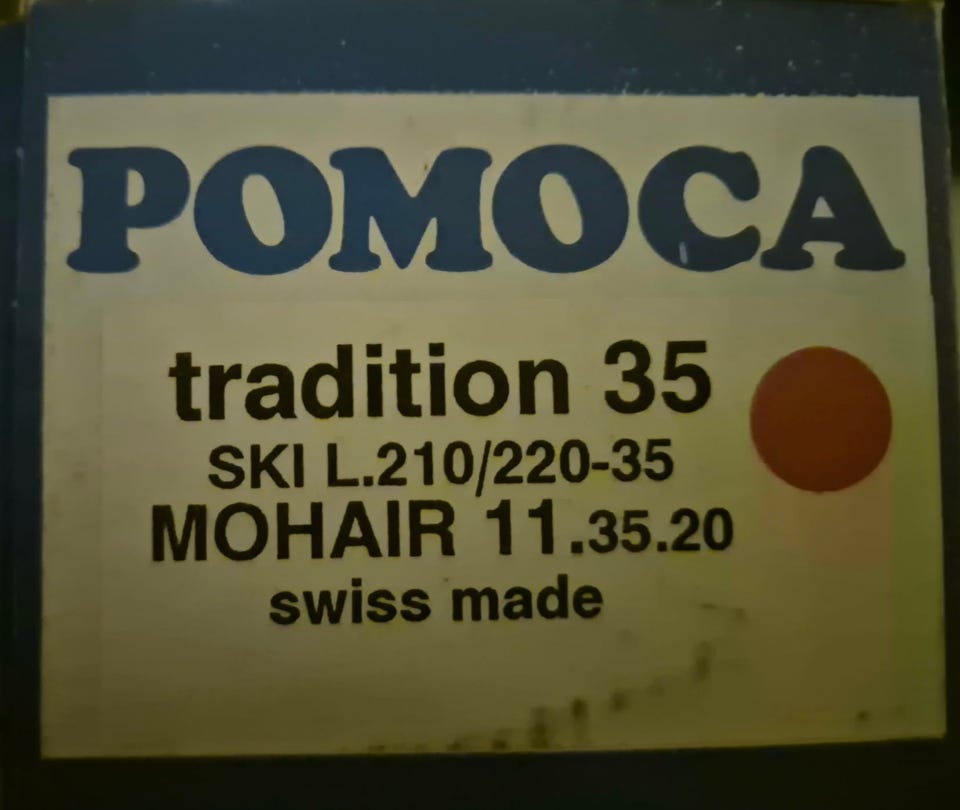 POMOCA
tradition 35
SKI L.210/220-35
MOHAIR 11.35.20
swiss made